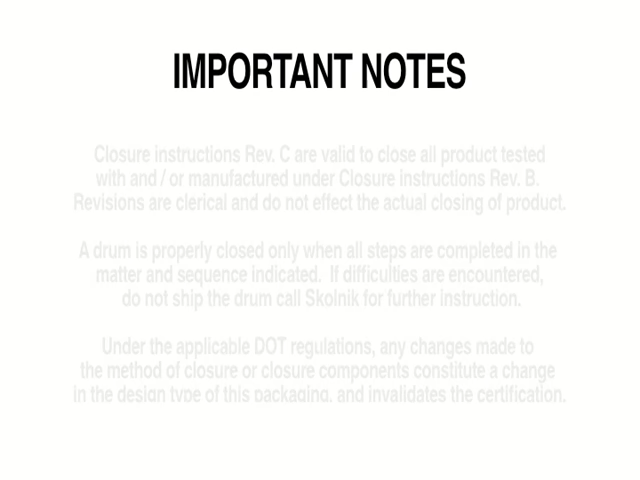 IMPORTANT NOTES
Closure instructions Rev. C are valid to close all product tested
with and / or manufactured under Closure instructions Rev. B.
Revisions are clerical and do not effect the actual closing of product.
A drum is properly closed only when all steps are completed in the
matter and sequence indicated.  If difficulties are encountered,
do not ship the drum call Skolnik for further instruction.
Under the applicable DOT regulations, any changes made to
the method of closure or closure components constitute a change
in the design type of this packaging, and invalidates the certification.